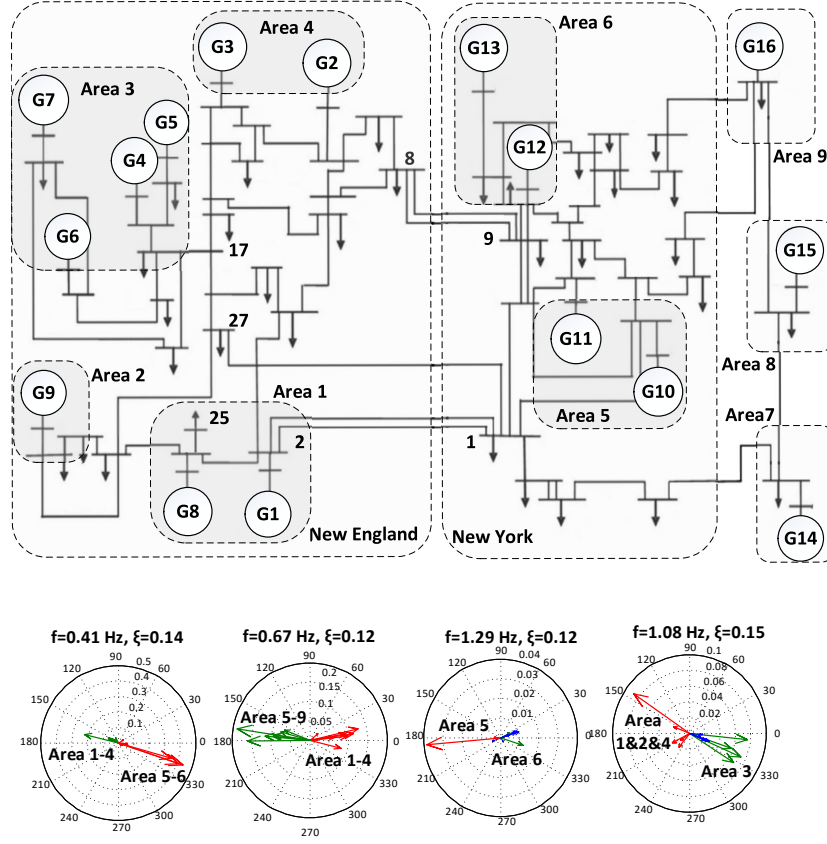 Area 4
Area 6
G3
G2
G13
G16
Area 3
G7
G5
G4
G12
Area 9
8
G6
17
9
G15
27
G11
Area 2
G9
Area 1
Area 8
G10
Area 5
Area7
25
2
1
G8
G1
New England
New York
G14
f=0.41 Hz, ξ=0.14
90
0.5
120
60
0.4
0.3
150
0.2
30
0.1
180
0
Area 1-4
Area 5-6
210
330
240
300
270
f=0.67 Hz, ξ=0.12
90
120
0.2
60
0.15
150
0.1
30
0.05
Area 5-9
180
0
Area 1-4
210
330
240
300
270
f=1.29 Hz, ξ=0.12
90
0.04
120
60
0.03
150
0.02
30
0.01
Area 5
180
0
Area 6
210
330
240
300
270
f=1.08 Hz, ξ=0.15
90
0.1
120
0.08
60
0.06
150
0.04
30
0.02
Area
180
0
1&2&4
Area 3
210
330
240
300
270